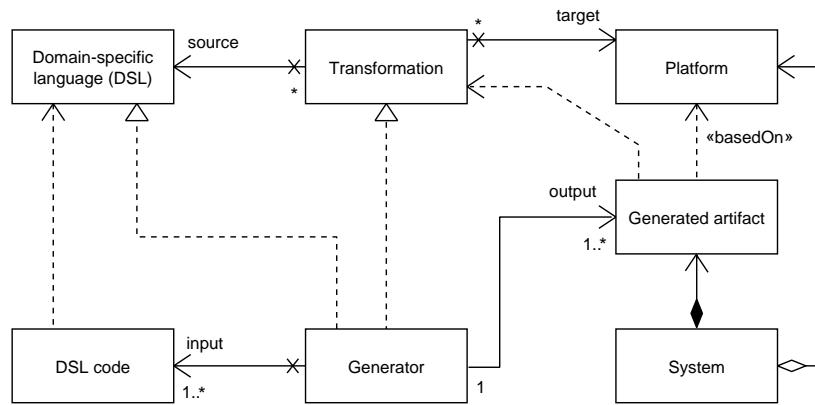 target
*
source
Domain-specific
language (DSL)
Transformation
Platform
*
«basedOn»
output
Generated artifact
1..*
input
DSL code
Generator
System
1..*
1